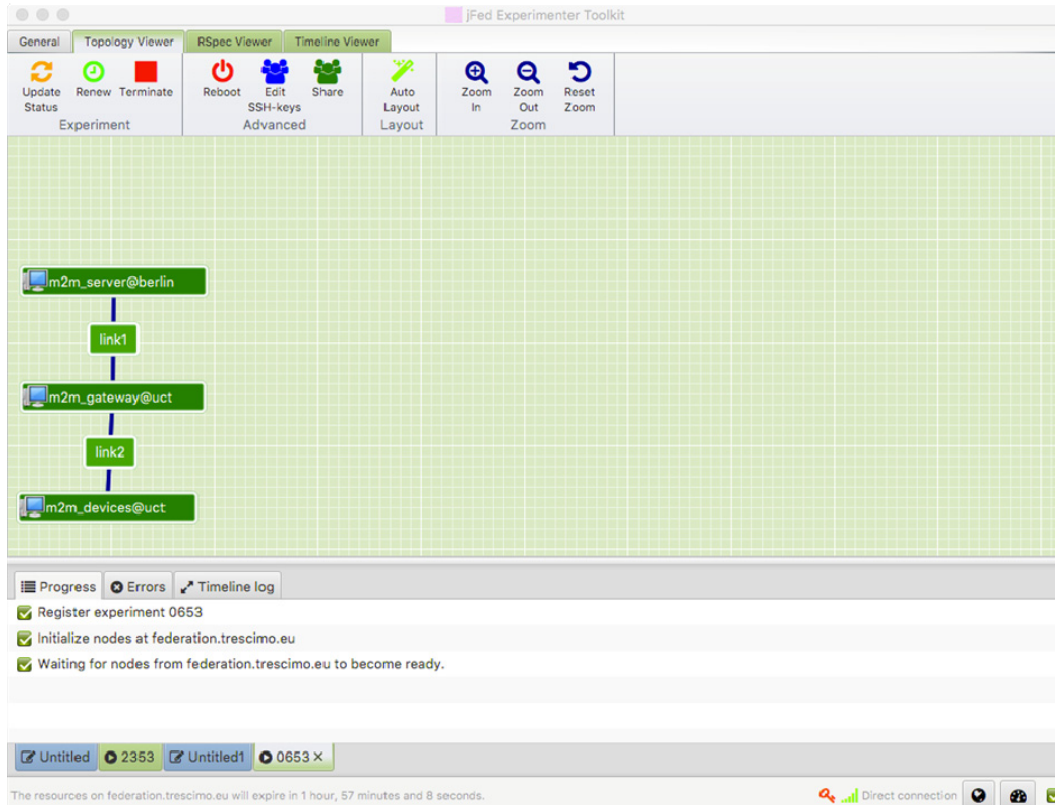 jFed Experimenter Toolkit
General Topology Viewer RSpec Viewer Timeline Viewer
Update Status Renew Terminate Reboot Edit SSH-keys Share Auto Layout Zoom In Zoom Out Reset Zoom
Experiment Advanced Layout Zoom
m2m_server@berlin
link1
m2m_gateway@uct
link2
m2m_devices@uct
Progress Errors Timeline log
Register experiment 0653
Initialize nodes at federation.trescimo.eu
Waiting for nodes from federation.trescimo.eu to become ready.
Untitled 2353 Untitled1 0653 ×
The resources on federation.trescimo.eu will expire in 1 hour, 57 minutes and 8 seconds. Direct connection